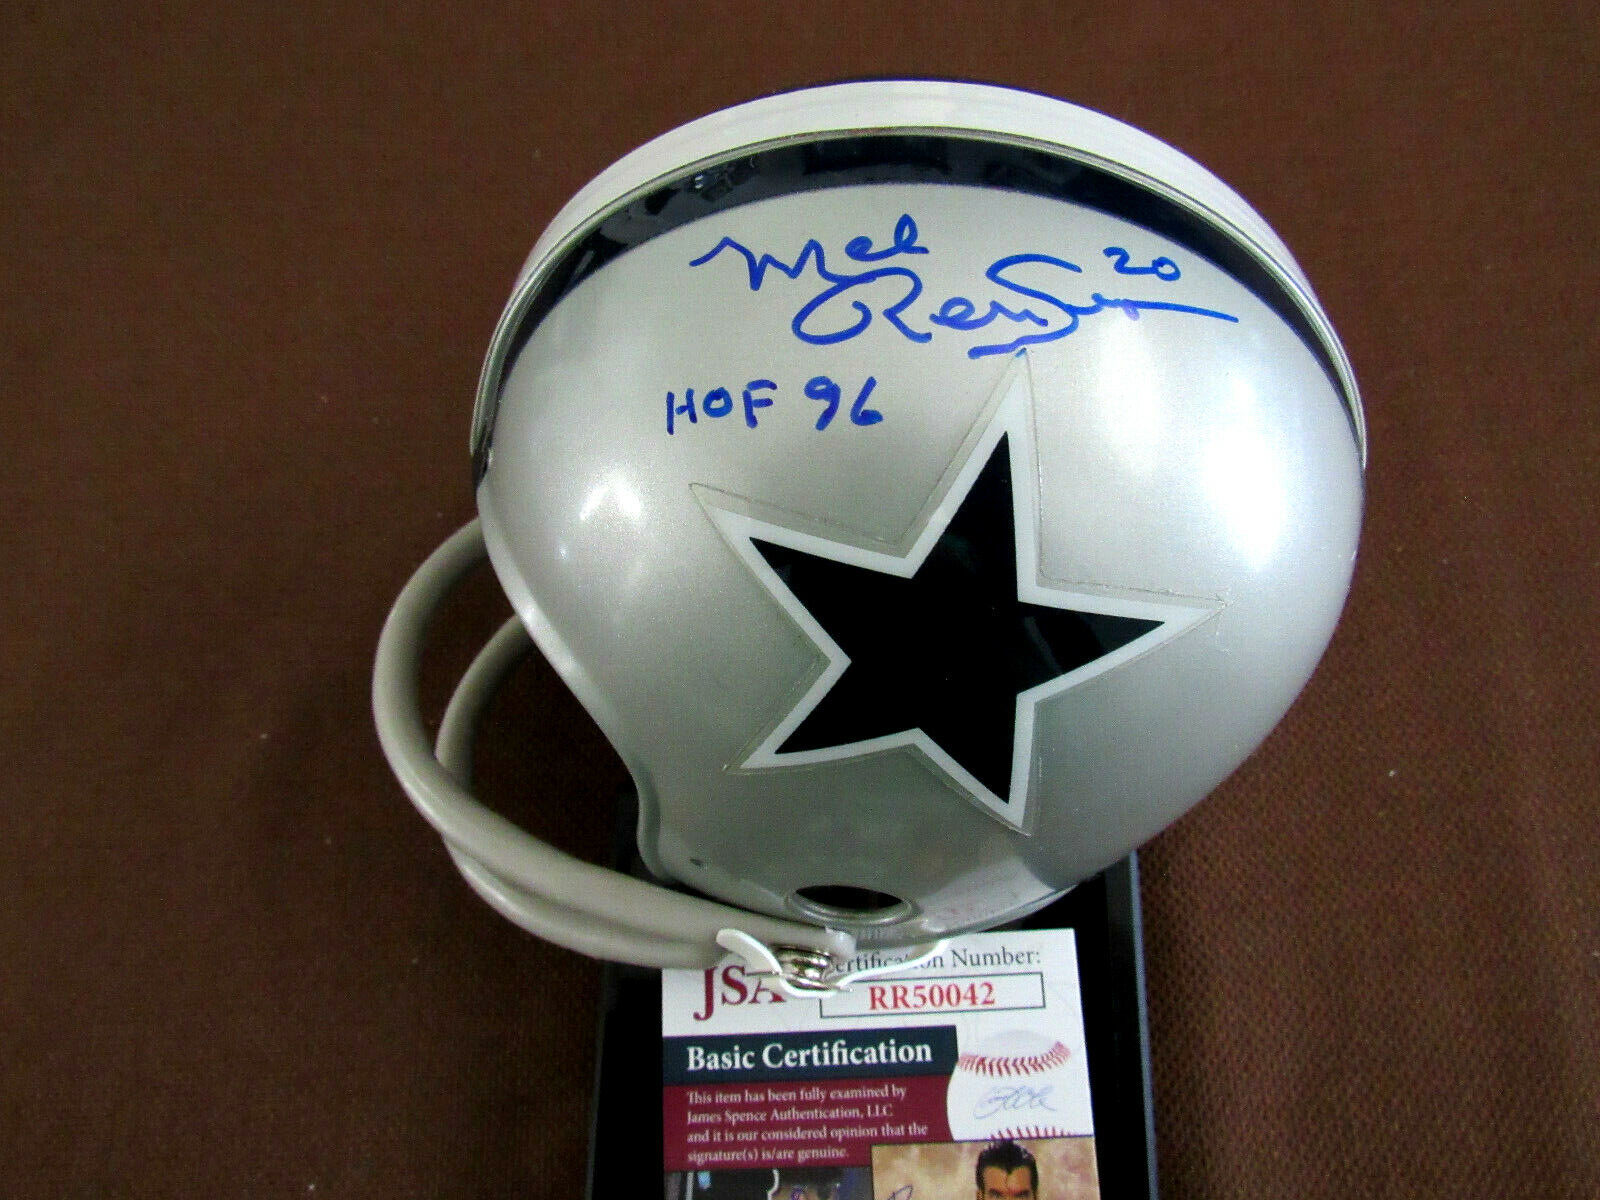 Mel 20
Renfro
HOF 96
JSA
ertification Number:
RR50042
Basic Certification
This item has been fully examined by
James Spence Authentication, LLC
and it is our considered opinion that the
signature(s) is/are genuine.